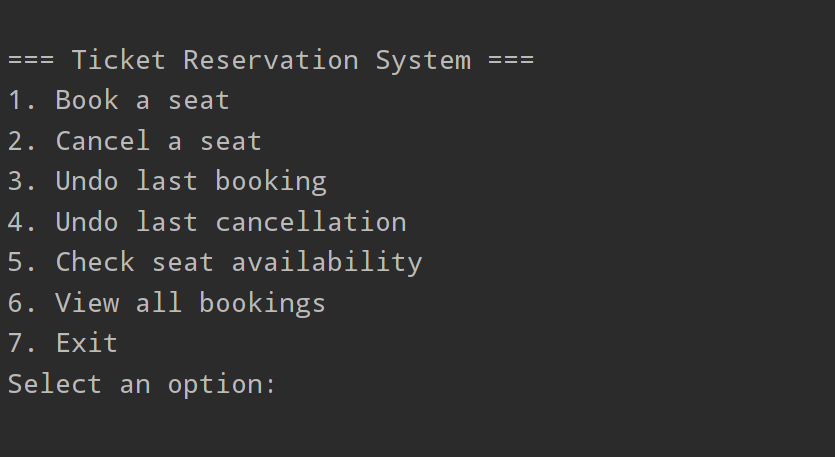 === Ticket Reservation System ===
1. Book a seat
2. Cancel a seat
3. Undo last booking
4. Undo last cancellation
5. Check seat availability
6. View all bookings
7. Exit
Select an option: